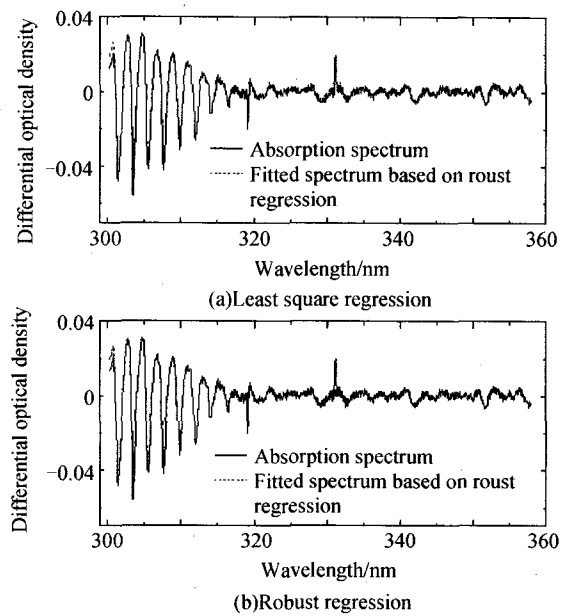 0.04
0
−0.04
Differential optical density
Absorption spectrum
Fitted spectrum based on roust
regression
300 320 340 360
Wavelength/nm
(a)Least square regression
0.04
0
−0.04
Differential optical density
Absorption spectrum
Fitted spectrum based on roust
regression
300 320 340 360
Wavelength/nm
(b)Robust regression